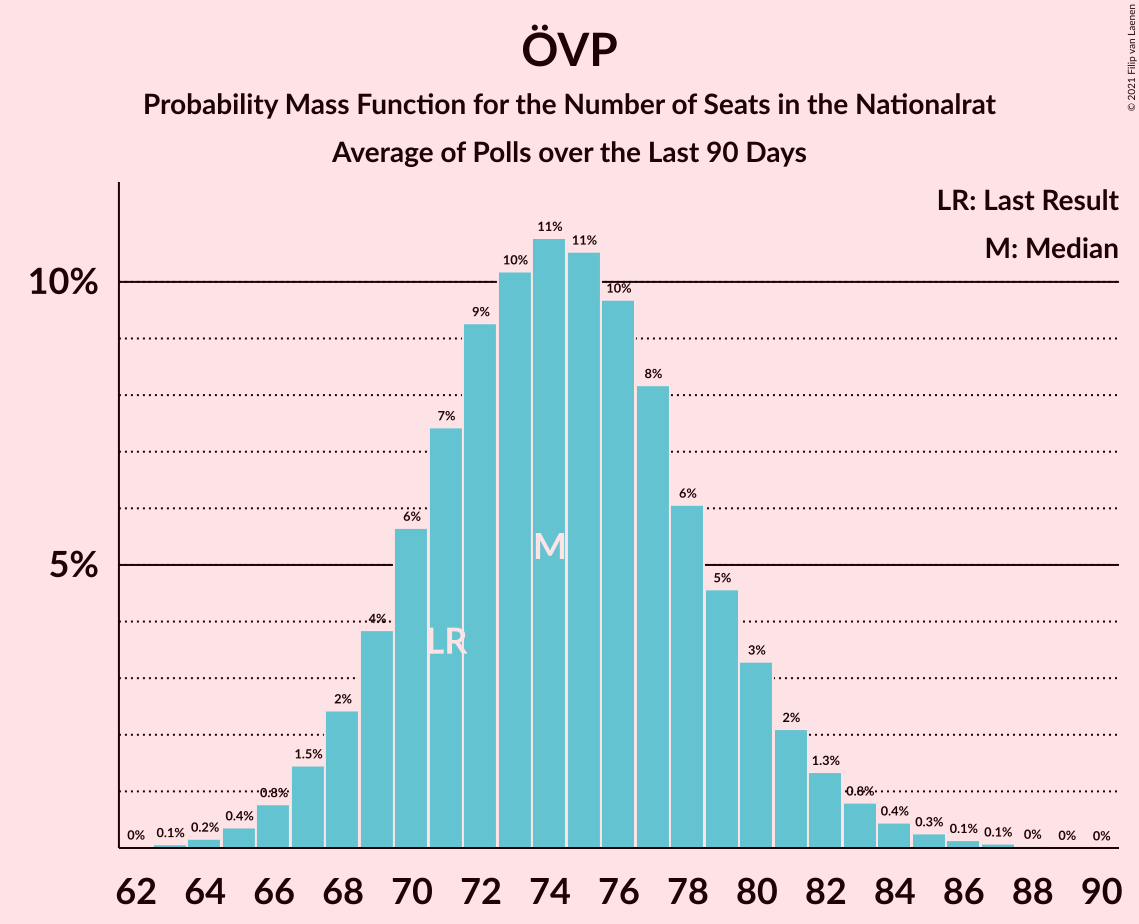 ÖVP
Probability Mass Function for the Number of Seats in the Nationalrat
Average of Polls over the Last 90 Days
© 2021 Filip van Laenen
LR: Last Result
M: Median
10%
5%
0% 0.1% 0.2% 0.4% 0.8% 1.5% 2% 4% 6% 7% 9% 10% 11% 11% 10% 8% 6% 5% 3% 2% 1.3% 0.8% 0.4% 0.3% 0.1% 0.1% 0% 0% 0%
M
LR
62 64 66 68 70 72 74 76 78 80 82 84 86 88 90